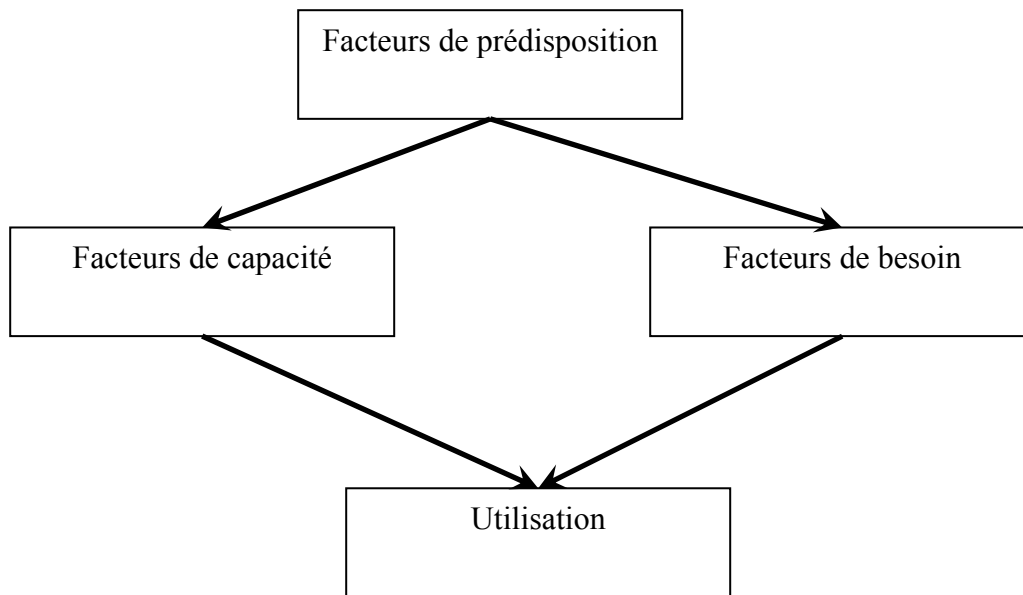 Facteurs de prédisposition
Facteurs de capacité
Facteurs de besoin
Utilisation